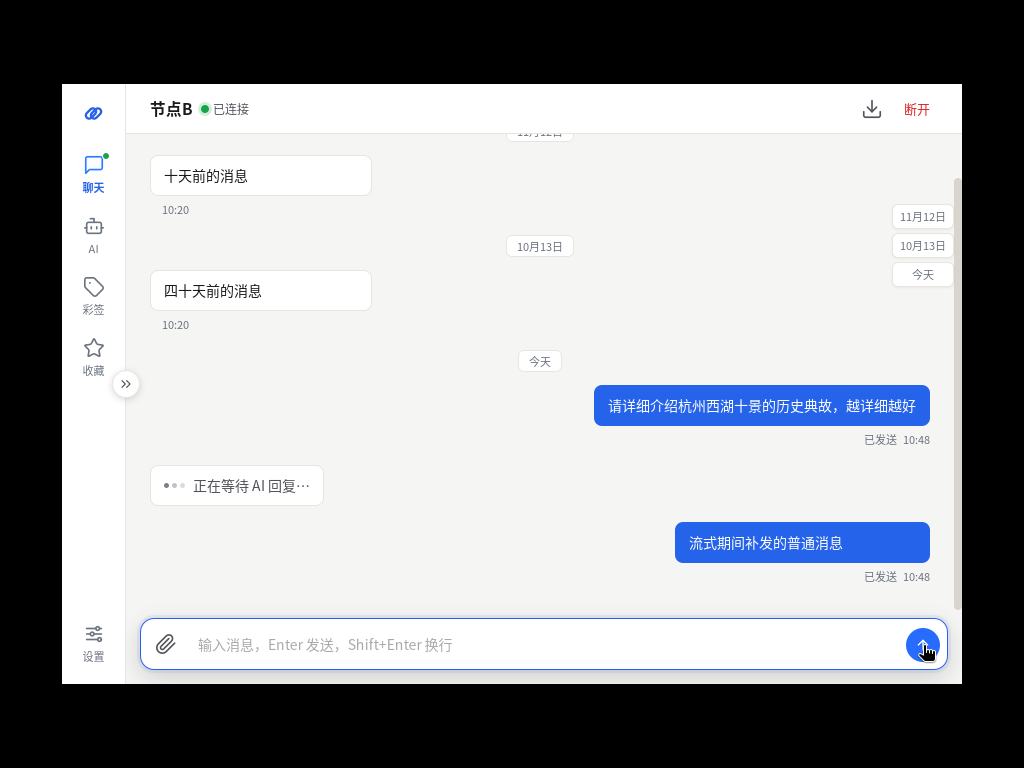 节点B
已连接
断开
聊天
AI
彩签
收藏
设置
11月12日
十天前的消息
10:20
10月13日
四十天前的消息
10:20
今天
请详细介绍杭州西湖十景的历史典故，越详细越好
已发送 10:48
正在等待 AI 回复…
流式期间补发的普通消息
已发送 10:48
11月12日
10月13日
今天
输入消息，Enter 发送，Shift+Enter 换行